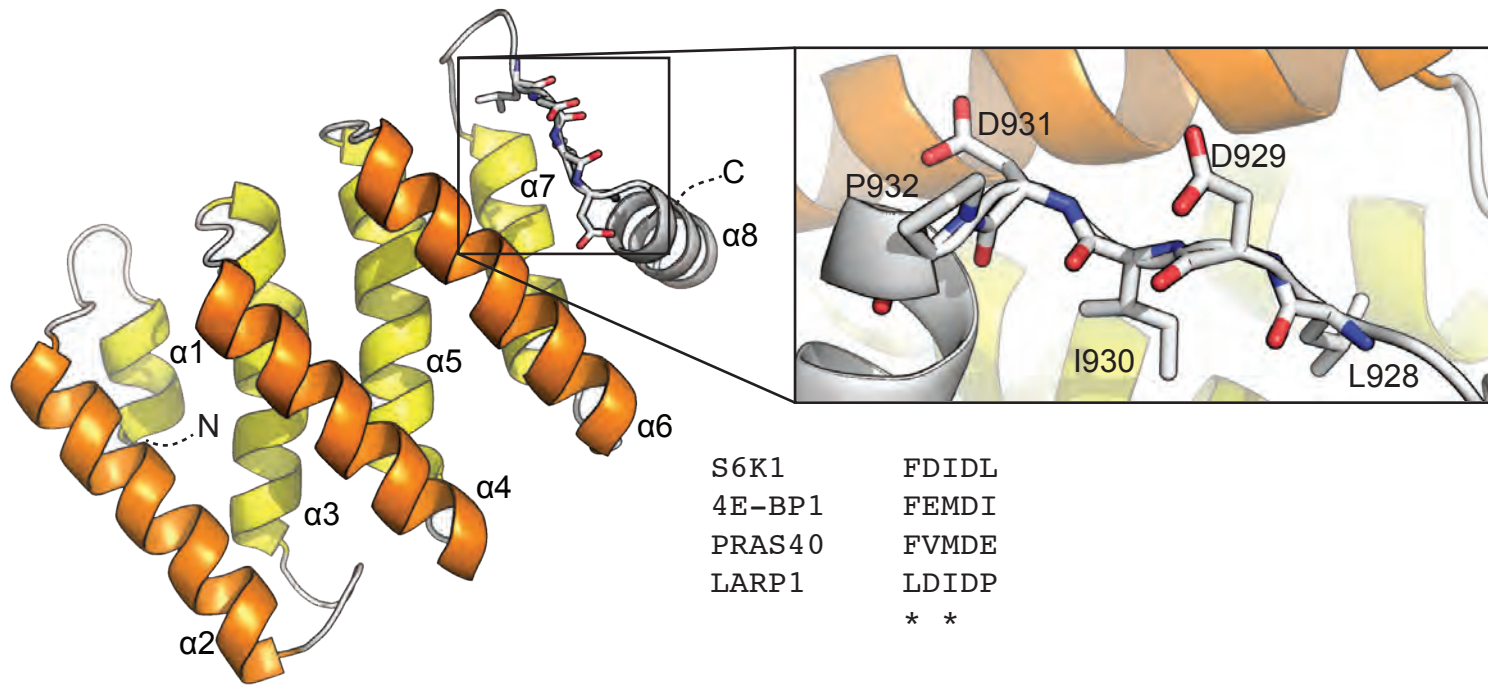 α1
α2
α3
α4
α5
α6
α7
α8
N
C
D931
D929
P932
I930
L928
S6K1 FDIDL
4E-BP1 FEMDI
PRAS40 FVMDE
LARP1 LDIDP
* *